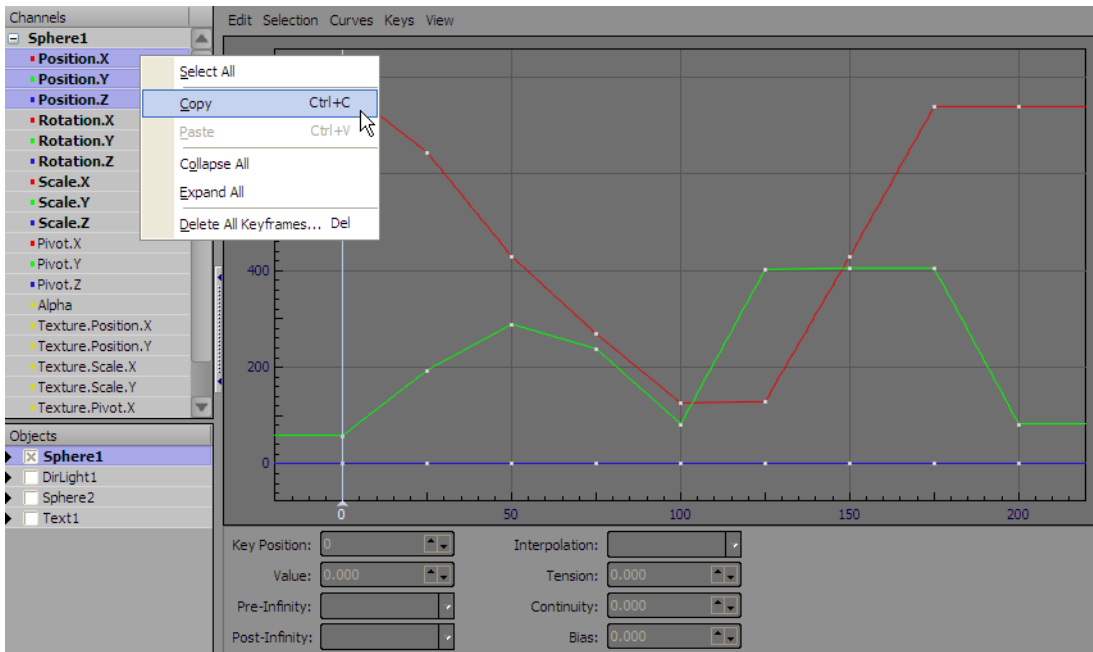 Channels
Sphere1
Position.X
Position.Y
Position.Z
Rotation.X
Rotation.Y
Rotation.Z
Scale.X
Scale.Y
Scale.Z
Pivot.X
Pivot.Y
Pivot.Z
Alpha
Texture.Position.X
Texture.Position.Y
Texture.Scale.X
Texture.Scale.Y
Texture.Pivot.X
Objects
Sphere1
DirLight1
Sphere2
Text1
Edit Selection Curves Keys View
Select All
Copy Ctrl+C
Paste Ctrl+V
Collapse All
Expand All
Delete All Keyframes... Del
400
200
0
0 50 100 150 200
Key Position: 0 Interpolation:
Value: 0.000 Tension: 0.000
Pre-Infinity: Continuity: 0.000
Post-Infinity: Bias: 0.000